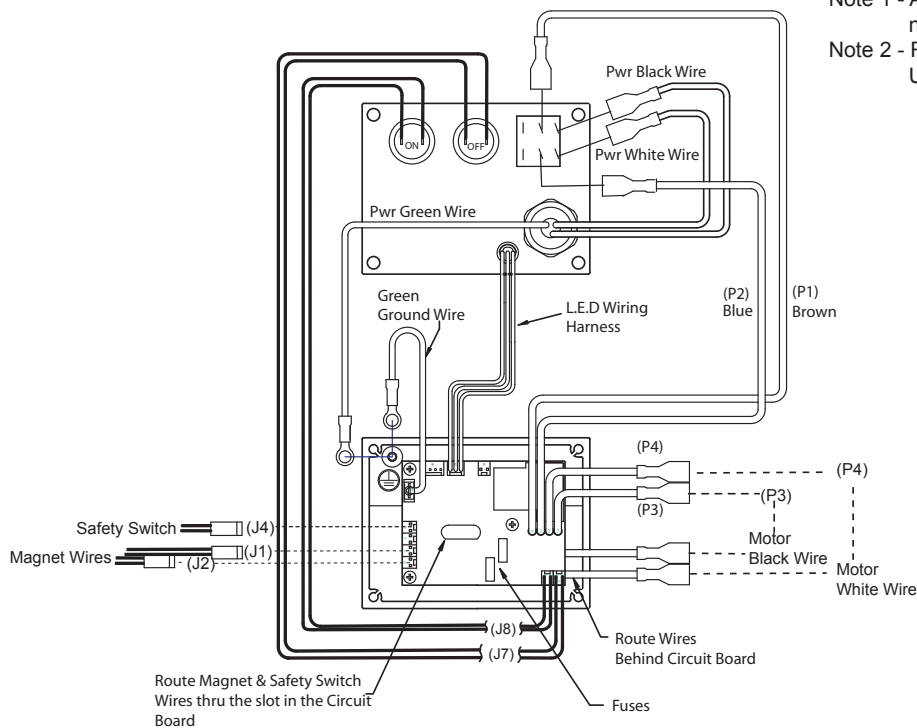 Note 1 -
Note 2 -
Pwr Black Wire
ON
OFF
Pwr White Wire
Pwr Green Wire
Green
Ground Wire
L.E.D Wiring
Harness
(P2)
Blue
(P1)
Brown
(P4)
(P4)
(P3)
(P3)
Safety Switch
(J4)
Magnet Wires
(J1)
(J2)
Motor
Black Wire
Motor
White Wire
(J8)
(J7)
Route Wires
Behind Circuit Board
Route Magnet & Safety Switch
Wires thru the slot in the Circuit
Board
Fuses